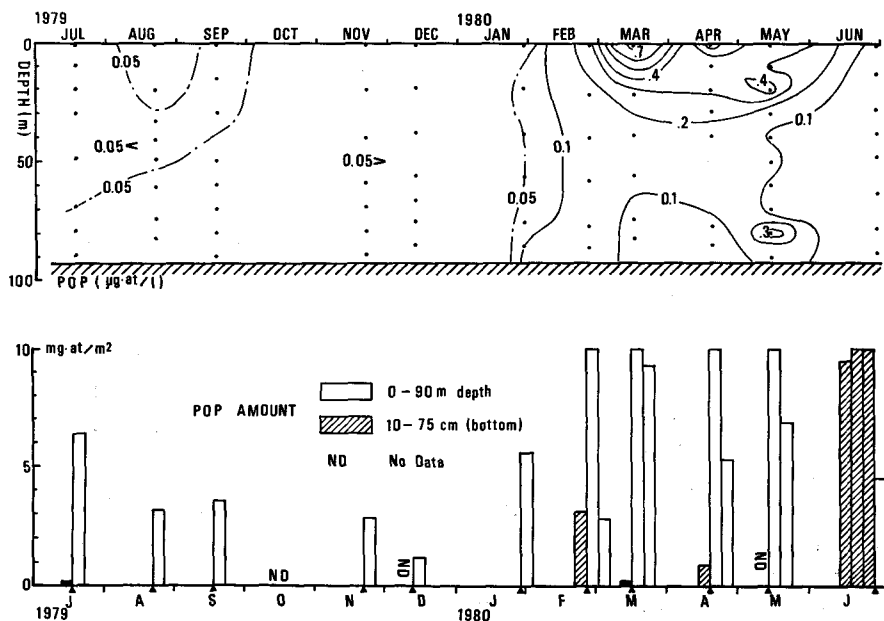 1979 1980
JUL AUG SEP OCT NOV DEC JAN FEB MAR APR MAY JUN
0
0.05 .7 .4 .4
.2
0.05< 0.1 0.1
50 0.05> 
0.05 0.05 0.1
.3
100
DEPTH (m)
POP (μg·at/l)
10 mg·at/m²
0-90m depth
POP AMOUNT
10-75 cm (bottom)
5 ND No Data
ND ND ND
0
J A S O N D J F M A M J
1979 1980